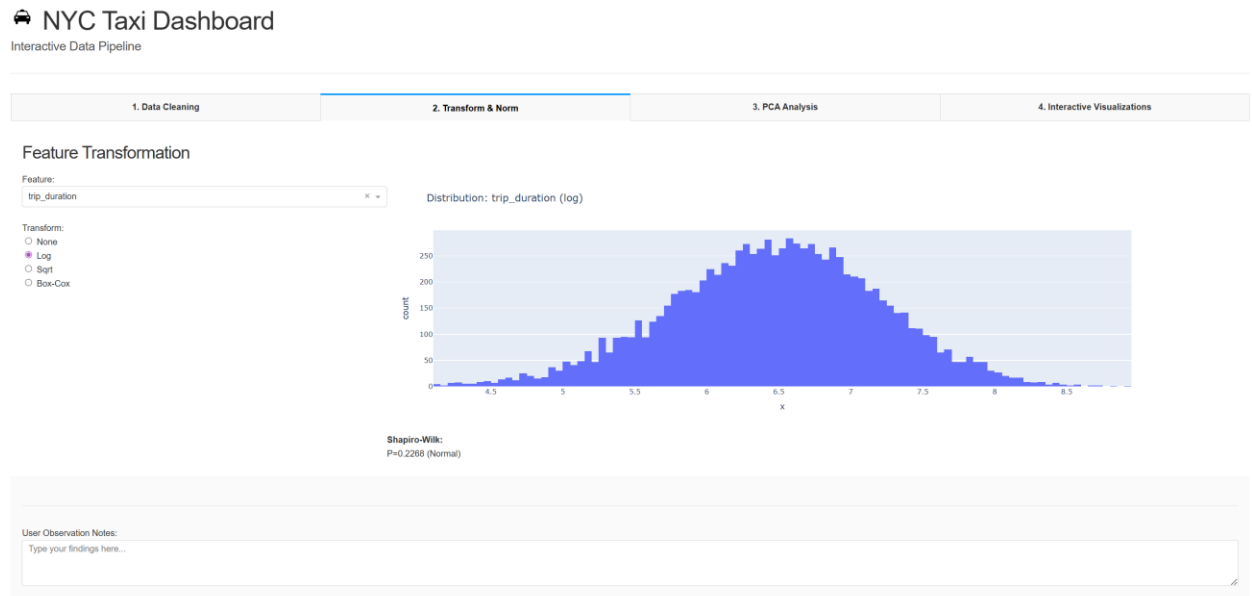 NYC Taxi Dashboard
Interactive Data Pipeline
1. Data Cleaning
2. Transform & Norm
3. PCA Analysis
4. Interactive Visualizations
Feature Transformation
Feature:
trip_duration
Transform:
None
Log
Sqrt
Box-Cox
Distribution: trip_duration (log)
count
250
200
150
100
50
0
4.5 5 5.5 6 6.5 7 7.5 8 8.5
x
Shapiro-Wilk:
P=0.2268 (Normal)
User Observation Notes:
Type your findings here...